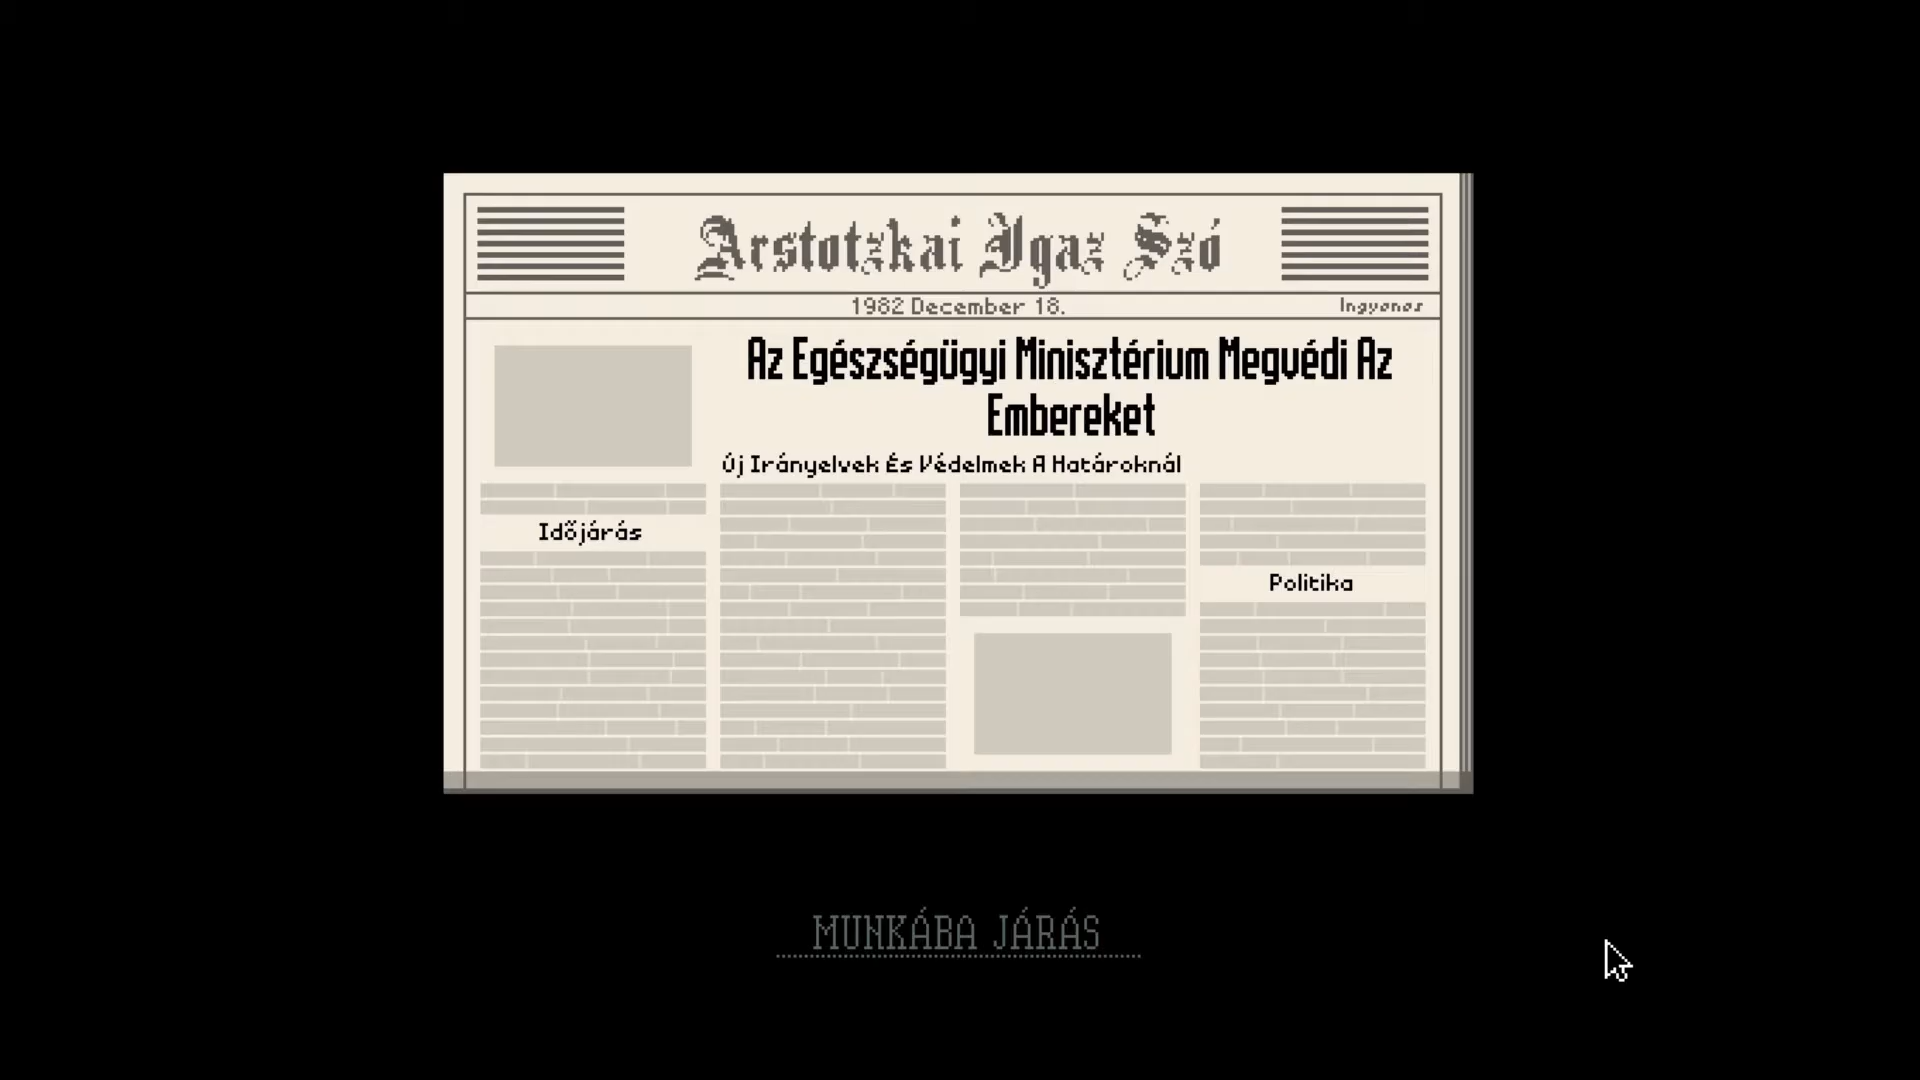 Arstotzkai Igaz Szó
1982 December 18.
Ingyenes
Az Egészségügyi Minisztérium Megvédi Az
Embereket
Új Irányelvek És Védelmek A Határoknál
Időjárás
Politika
MUNKÁBA JÁRÁS